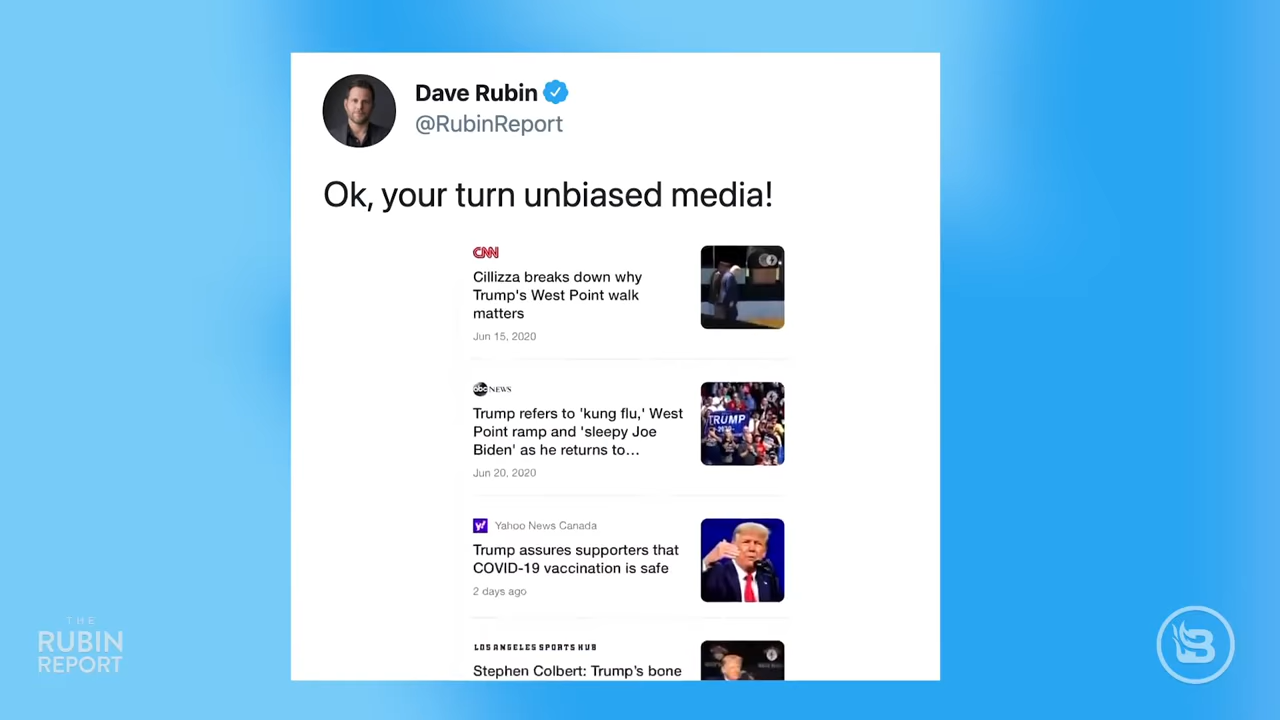 Dave Rubin
@RubinReport
Ok, your turn unbiased media!
CNN
Cillizza breaks down why
Trump's West Point walk
matters
Jun 15, 2020
abc NEWS
Trump refers to 'kung flu,' West
Point ramp and 'sleepy Joe
Biden' as he returns to...
Jun 20, 2020
TRUMP
y!
Yahoo News Canada
Trump assures supporters that
COVID-19 vaccination is safe
2 days ago
LOS ANGELES SPORTS HUB
Stephen Colbert: Trump's bone
THE
RUBIN
REPORT
B